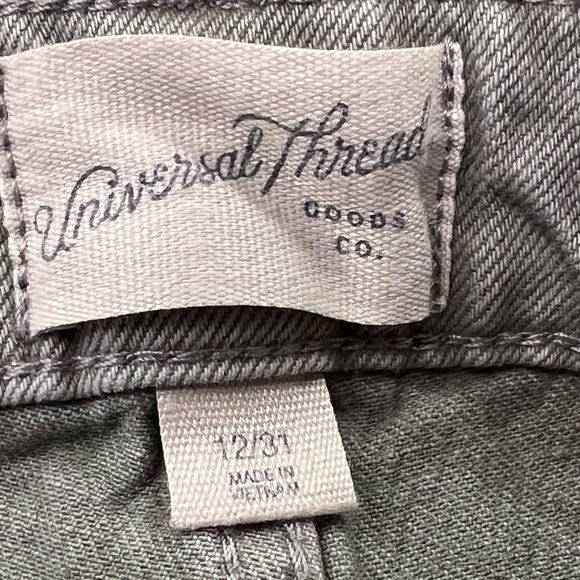 Universal Thread
GOODS
CO.
12/31
MADE IN
VIETNAM